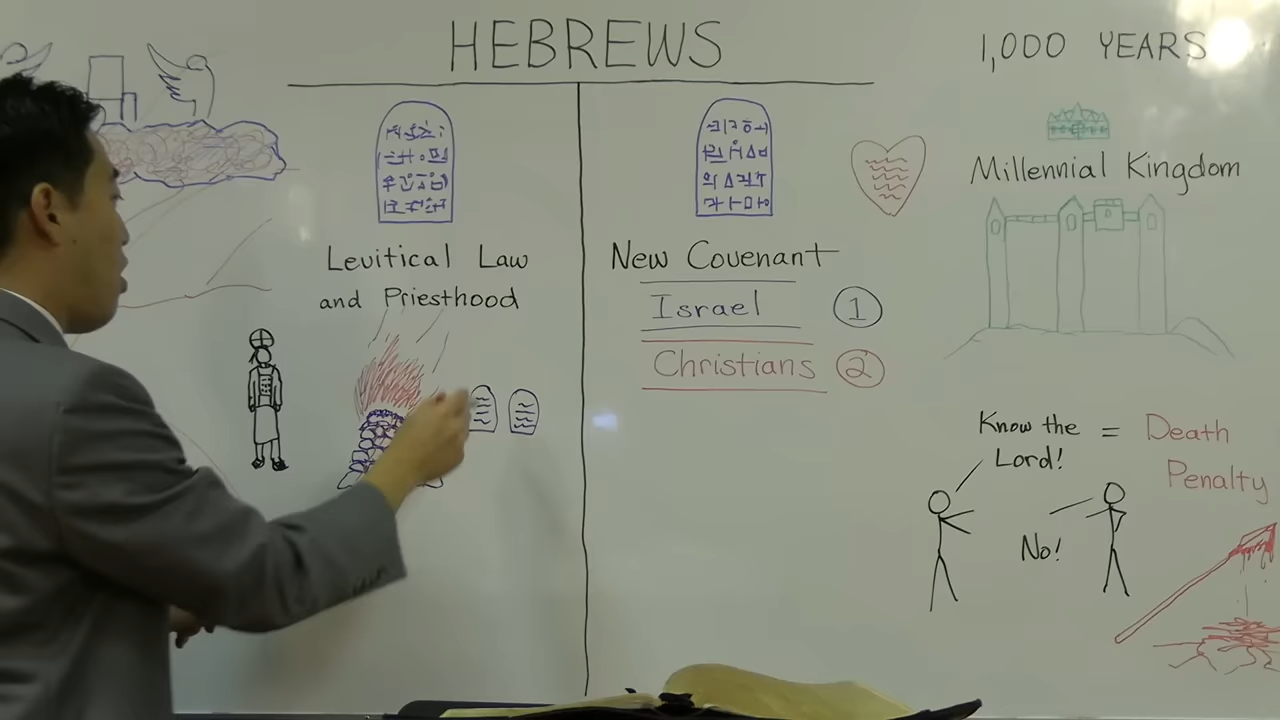 HEBREWS
Levitical Law
and Priesthood
New Covenant
Israel 1
Christians 2
1,000 YEARS
Millennial Kingdom
Know the = Death
Lord! Penalty
No!